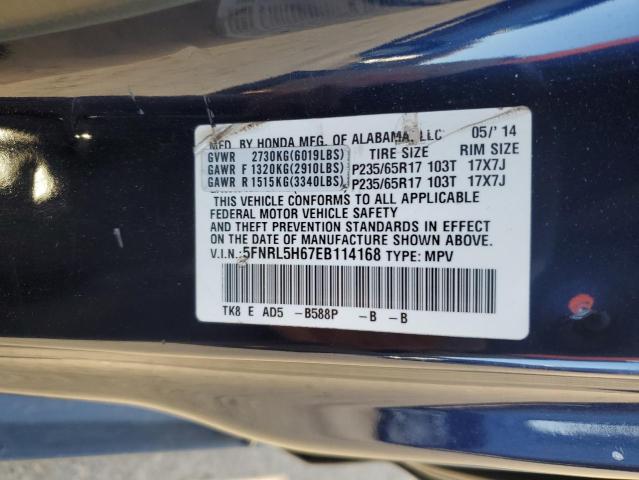 MFD. BY HONDA MFG. OF ALABAMA, LLC 05/'14
GVWR 2730KG(6019LBS) TIRE SIZE RIM SIZE
GAWR F 1320KG(2910LBS) P235/65R17 103T 17X7J
GAWR R 1515KG(3340LBS) P235/65R17 103T 17X7J
THIS VEHICLE CONFORMS TO ALL APPLICABLE
FEDERAL MOTOR VEHICLE SAFETY
AND THEFT PREVENTION STANDARDS IN EFFECT
ON THE DATE OF MANUFACTURE SHOWN ABOVE.
V.I.N.:5FNRL5H67EB114168 TYPE: MPV
TK8 E AD5 -B588P -B -B